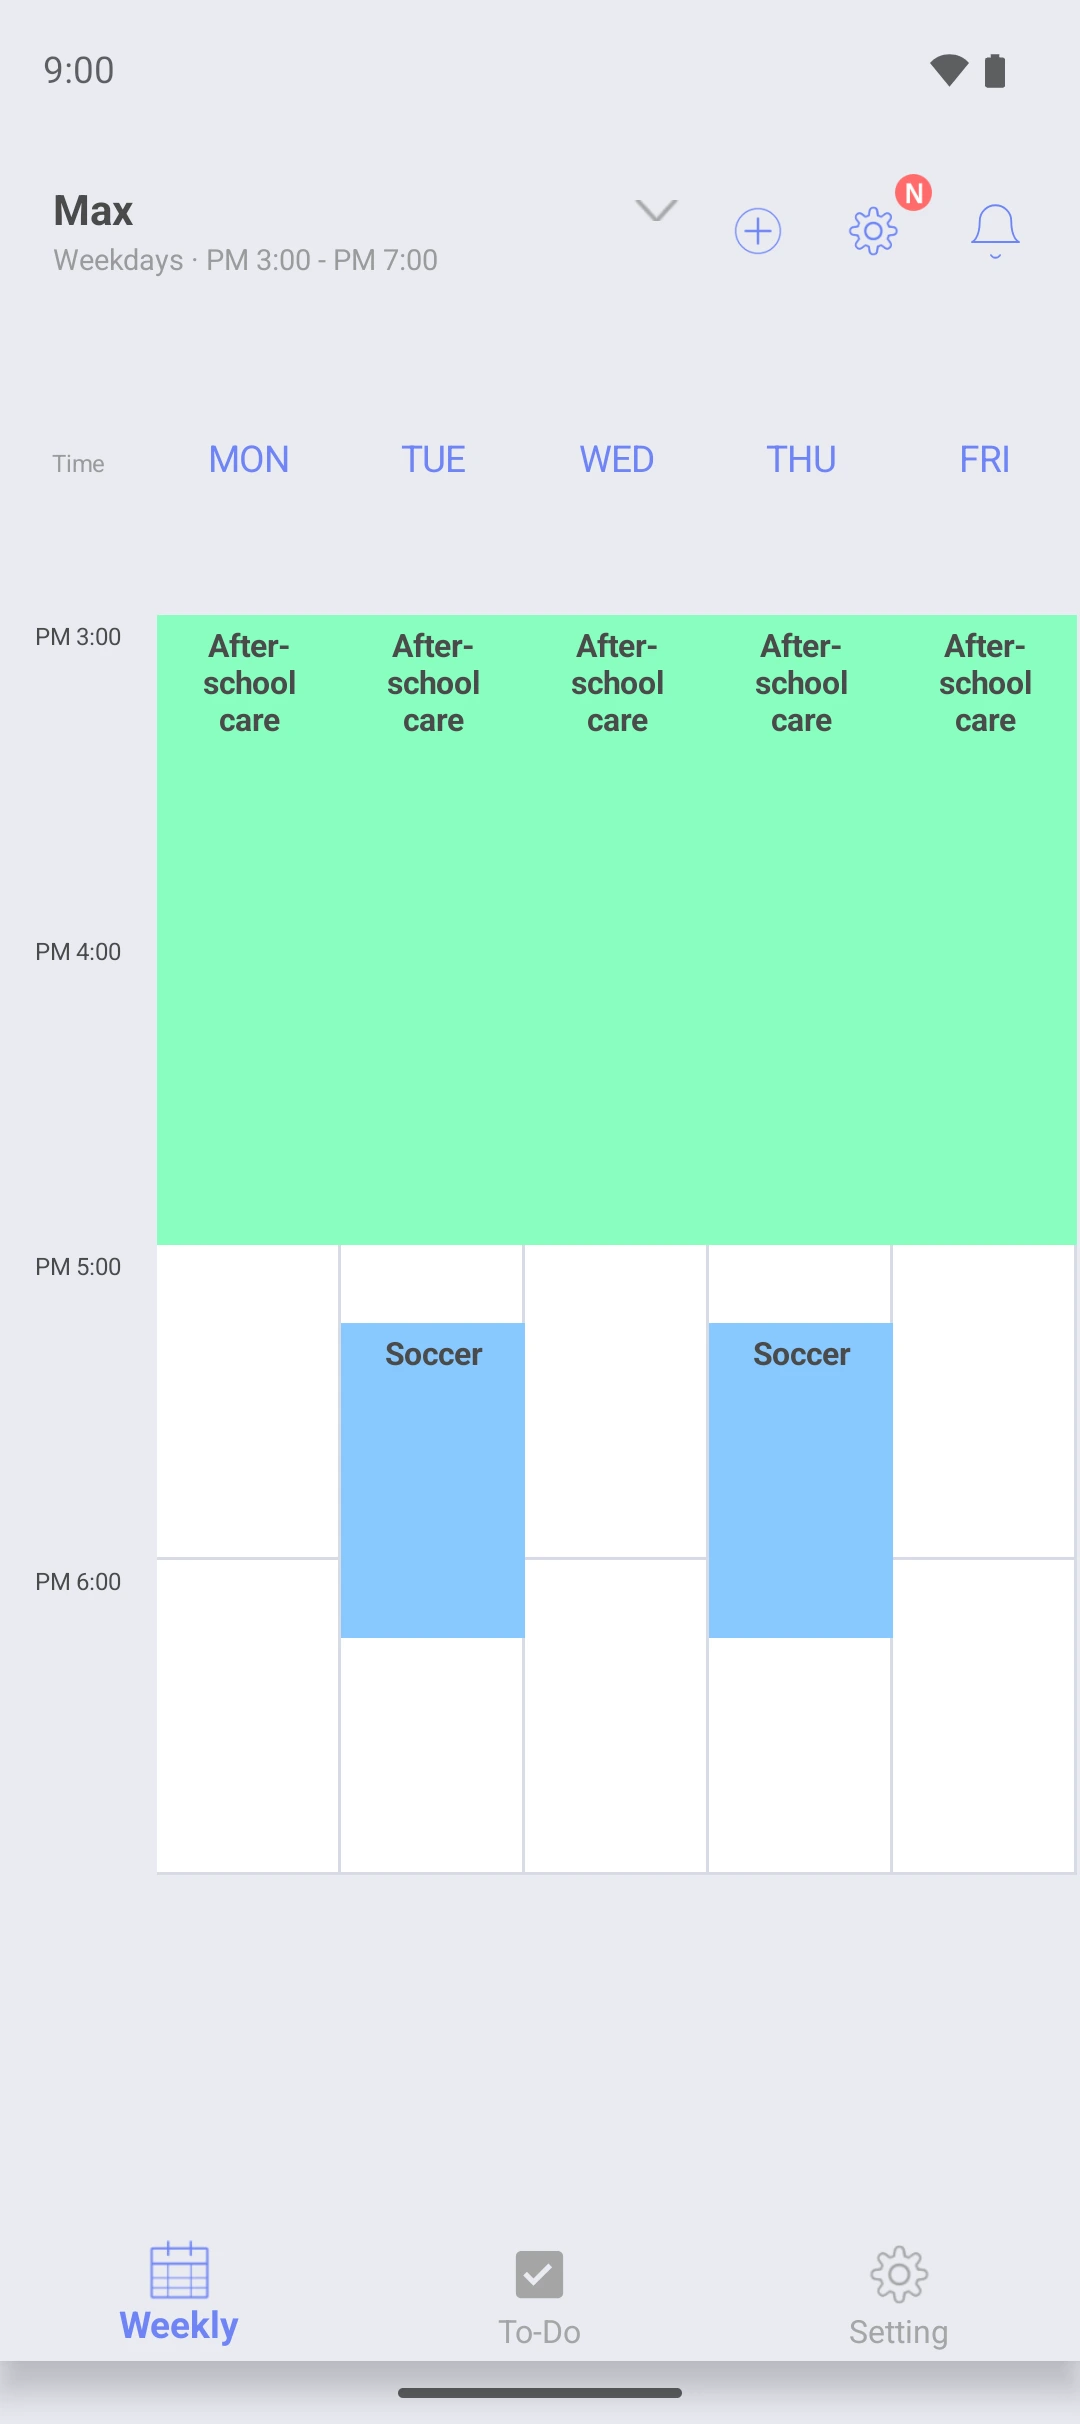 9:00
Max
N
Weekdays · PM 3:00 - PM 7:00
Time MON TUE WED THU FRI
PM 3:00
After-
school
care
After-
school
care
After-
school
care
After-
school
care
After-
school
care
PM 4:00
PM 5:00
Soccer
Soccer
PM 6:00
Weekly
To-Do
Setting